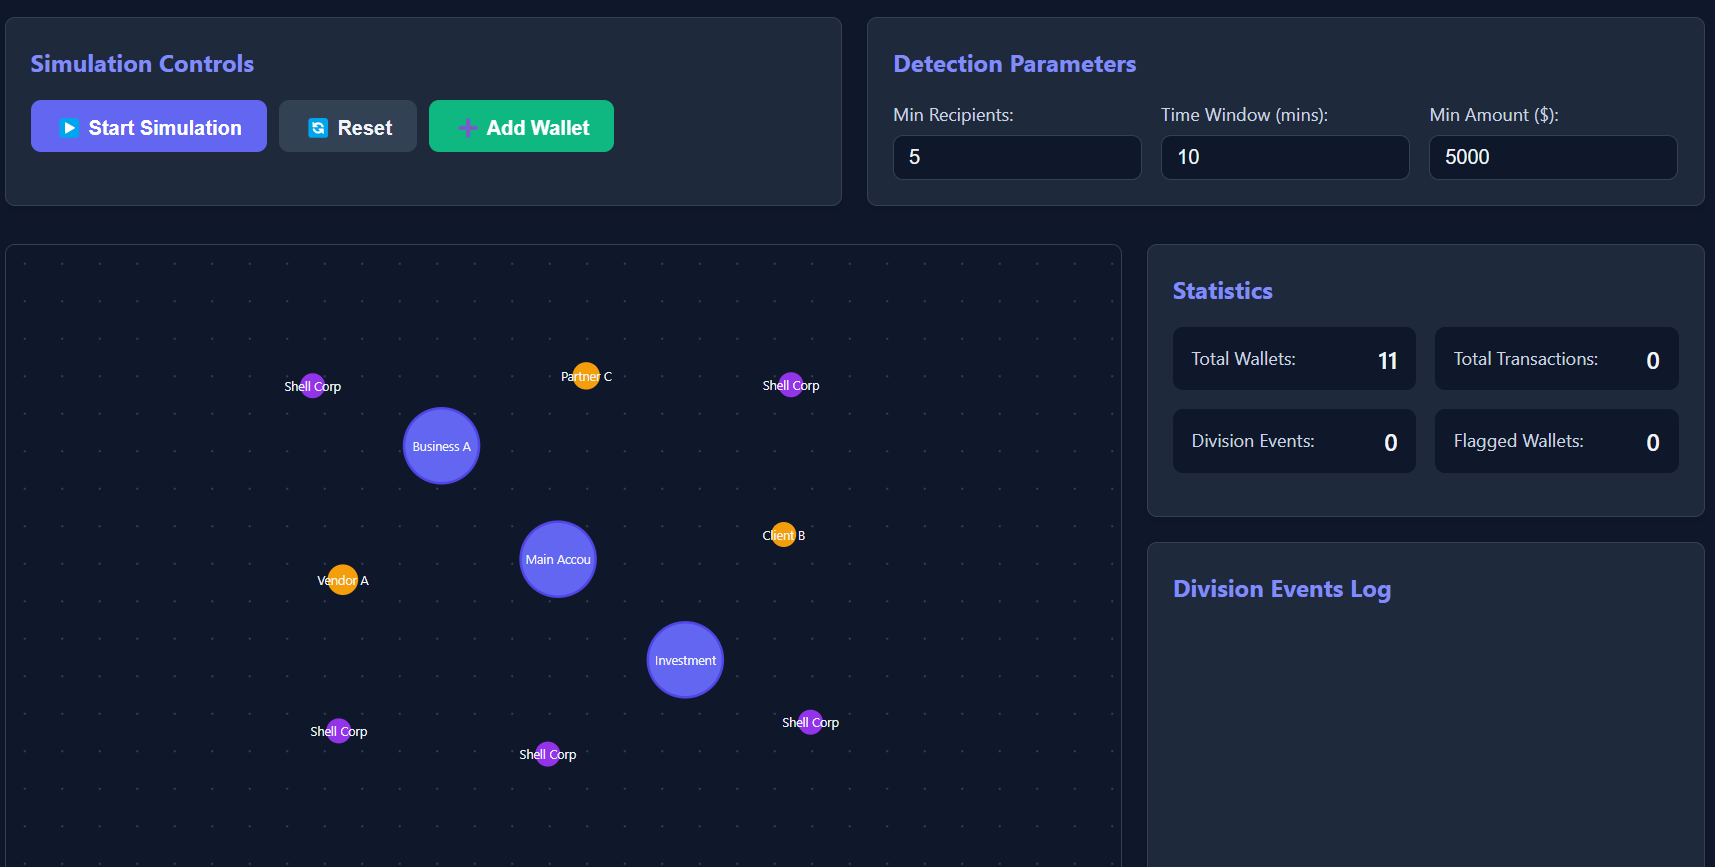 Simulation Controls
Start Simulation
Reset
Add Wallet
Detection Parameters
Min Recipients:
Time Window (mins):
Min Amount ($):
5
10
5000
Shell Corp
Partner C
Shell Corp
Business A
Client B
Main Accou
Vendor A
Investment
Shell Corp
Shell Corp
Shell Corp
Statistics
Total Wallets: 11
Total Transactions: 0
Division Events: 0
Flagged Wallets: 0
Division Events Log